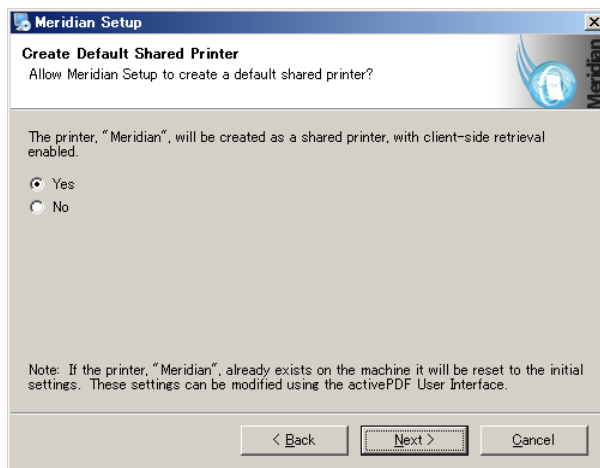 Meridian Setup
Create Default Shared Printer
Allow Meridian Setup to create a default shared printer?
Meridian
The printer, "Meridian", will be created as a shared printer, with client-side retrieval
enabled.
Yes
No
Note: If the printer, "Meridian", already exists on the machine it will be reset to the initial
settings. These settings can be modified using the activePDF User Interface.
< Back
Next >
Cancel